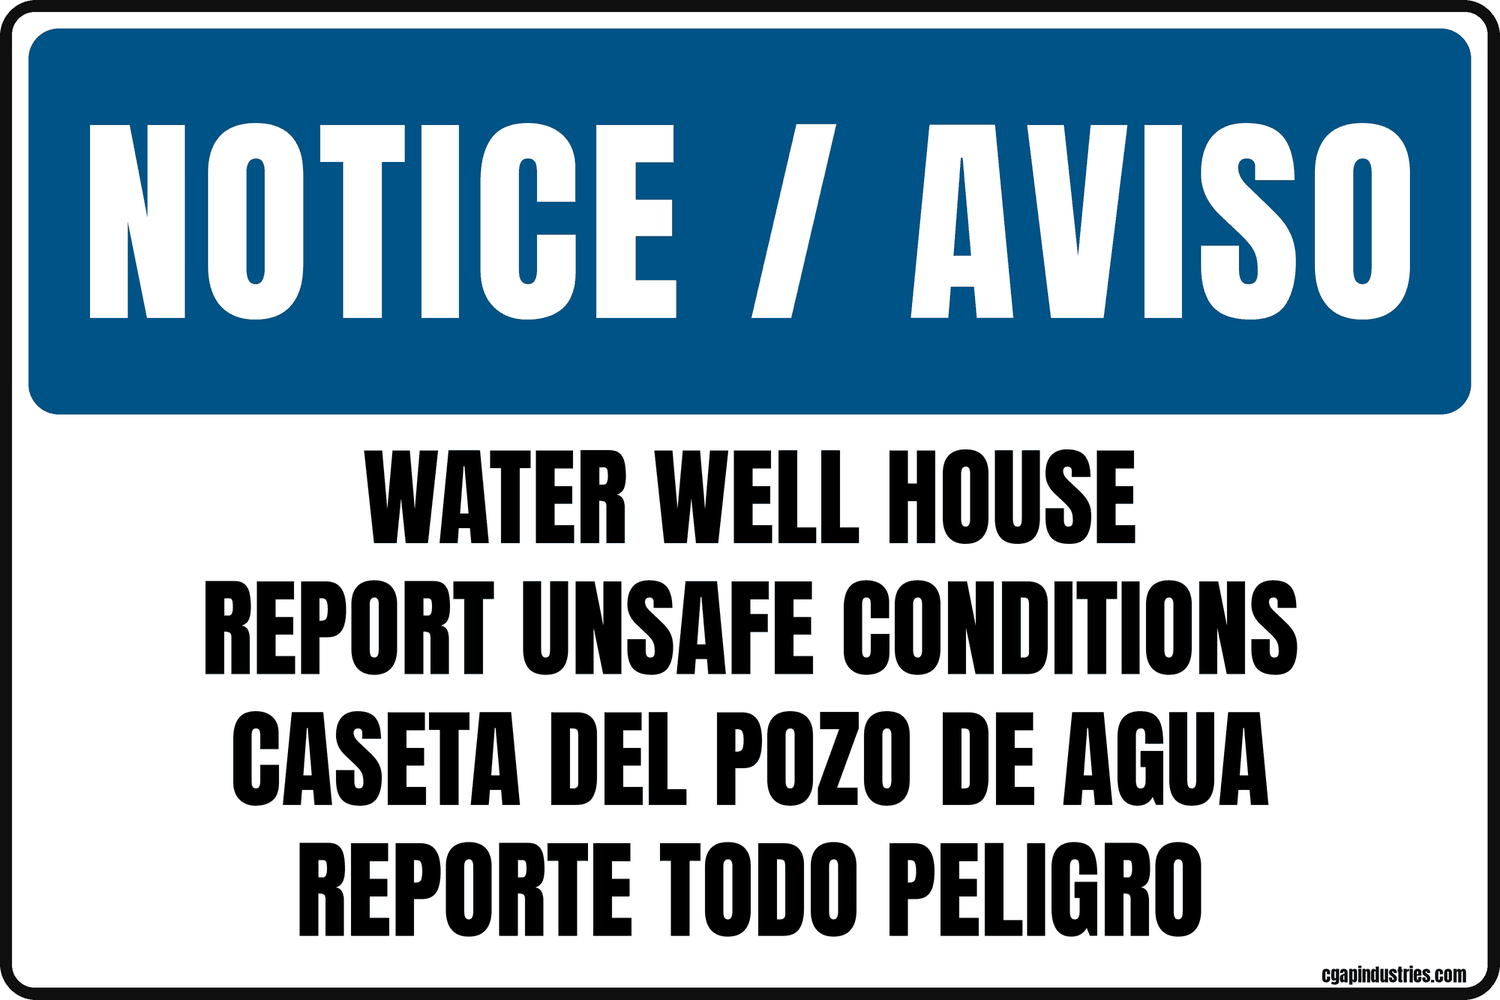 NOTICE / AVISO
WATER WELL HOUSE
REPORT UNSAFE CONDITIONS
CASETA DEL POZO DE AGUA
REPORTE TODO PELIGRO
cgapindustries.com